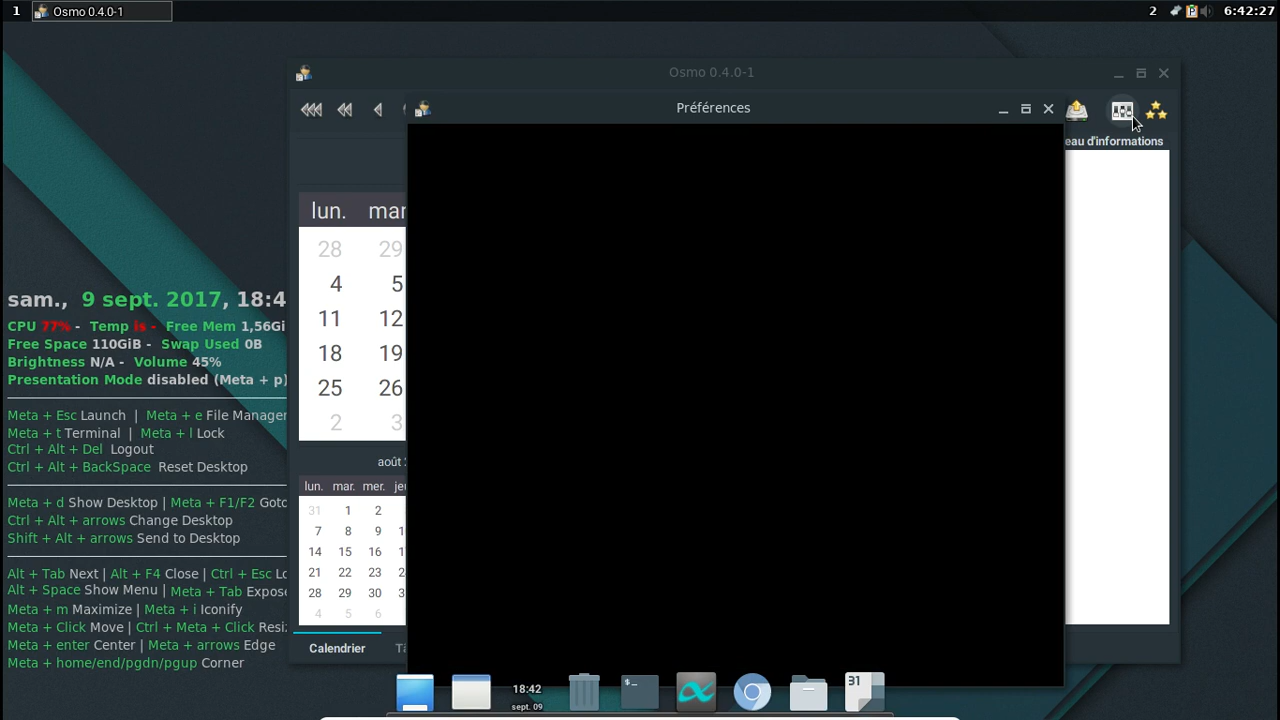 1
Osmo 0.4.0-1
2
6:42:27
Osmo 0.4.0-1
Préférences
eau d'informations
lun. mar
28 29
4 5
11 12
18 19
25 26
2 3
août
lun. mar. mer. je
31 1 2
7 8 9 1
14 15 16 1
21 22 23 2
28 29 30 3
4 5 6
Calendrier
sam., 9 sept. 2017, 18:4
CPU 77% - Temp is - Free Mem 1,56Gi
Free Space 110GiB - Swap Used 0B
Brightness N/A - Volume 45%
Presentation Mode disabled (Meta + p)
Meta + Esc Launch | Meta + e File Manager
Meta + t Terminal | Meta + l Lock
Ctrl + Alt + Del Logout
Ctrl + Alt + BackSpace Reset Desktop
Meta + d Show Desktop | Meta + F1/F2 Goto
Ctrl + Alt + arrows Change Desktop
Shift + Alt + arrows Send to Desktop
Alt + Tab Next | Alt + F4 Close | Ctrl + Esc Lo
Alt + Space Show Menu | Meta + Tab Expose
Meta + m Maximize | Meta + i Iconify
Meta + Click Move | Ctrl + Meta + Click Resi
Meta + enter Center | Meta + arrows Edge
Meta + home/end/pgdn/pgup Corner
18:42
sept. 09
31